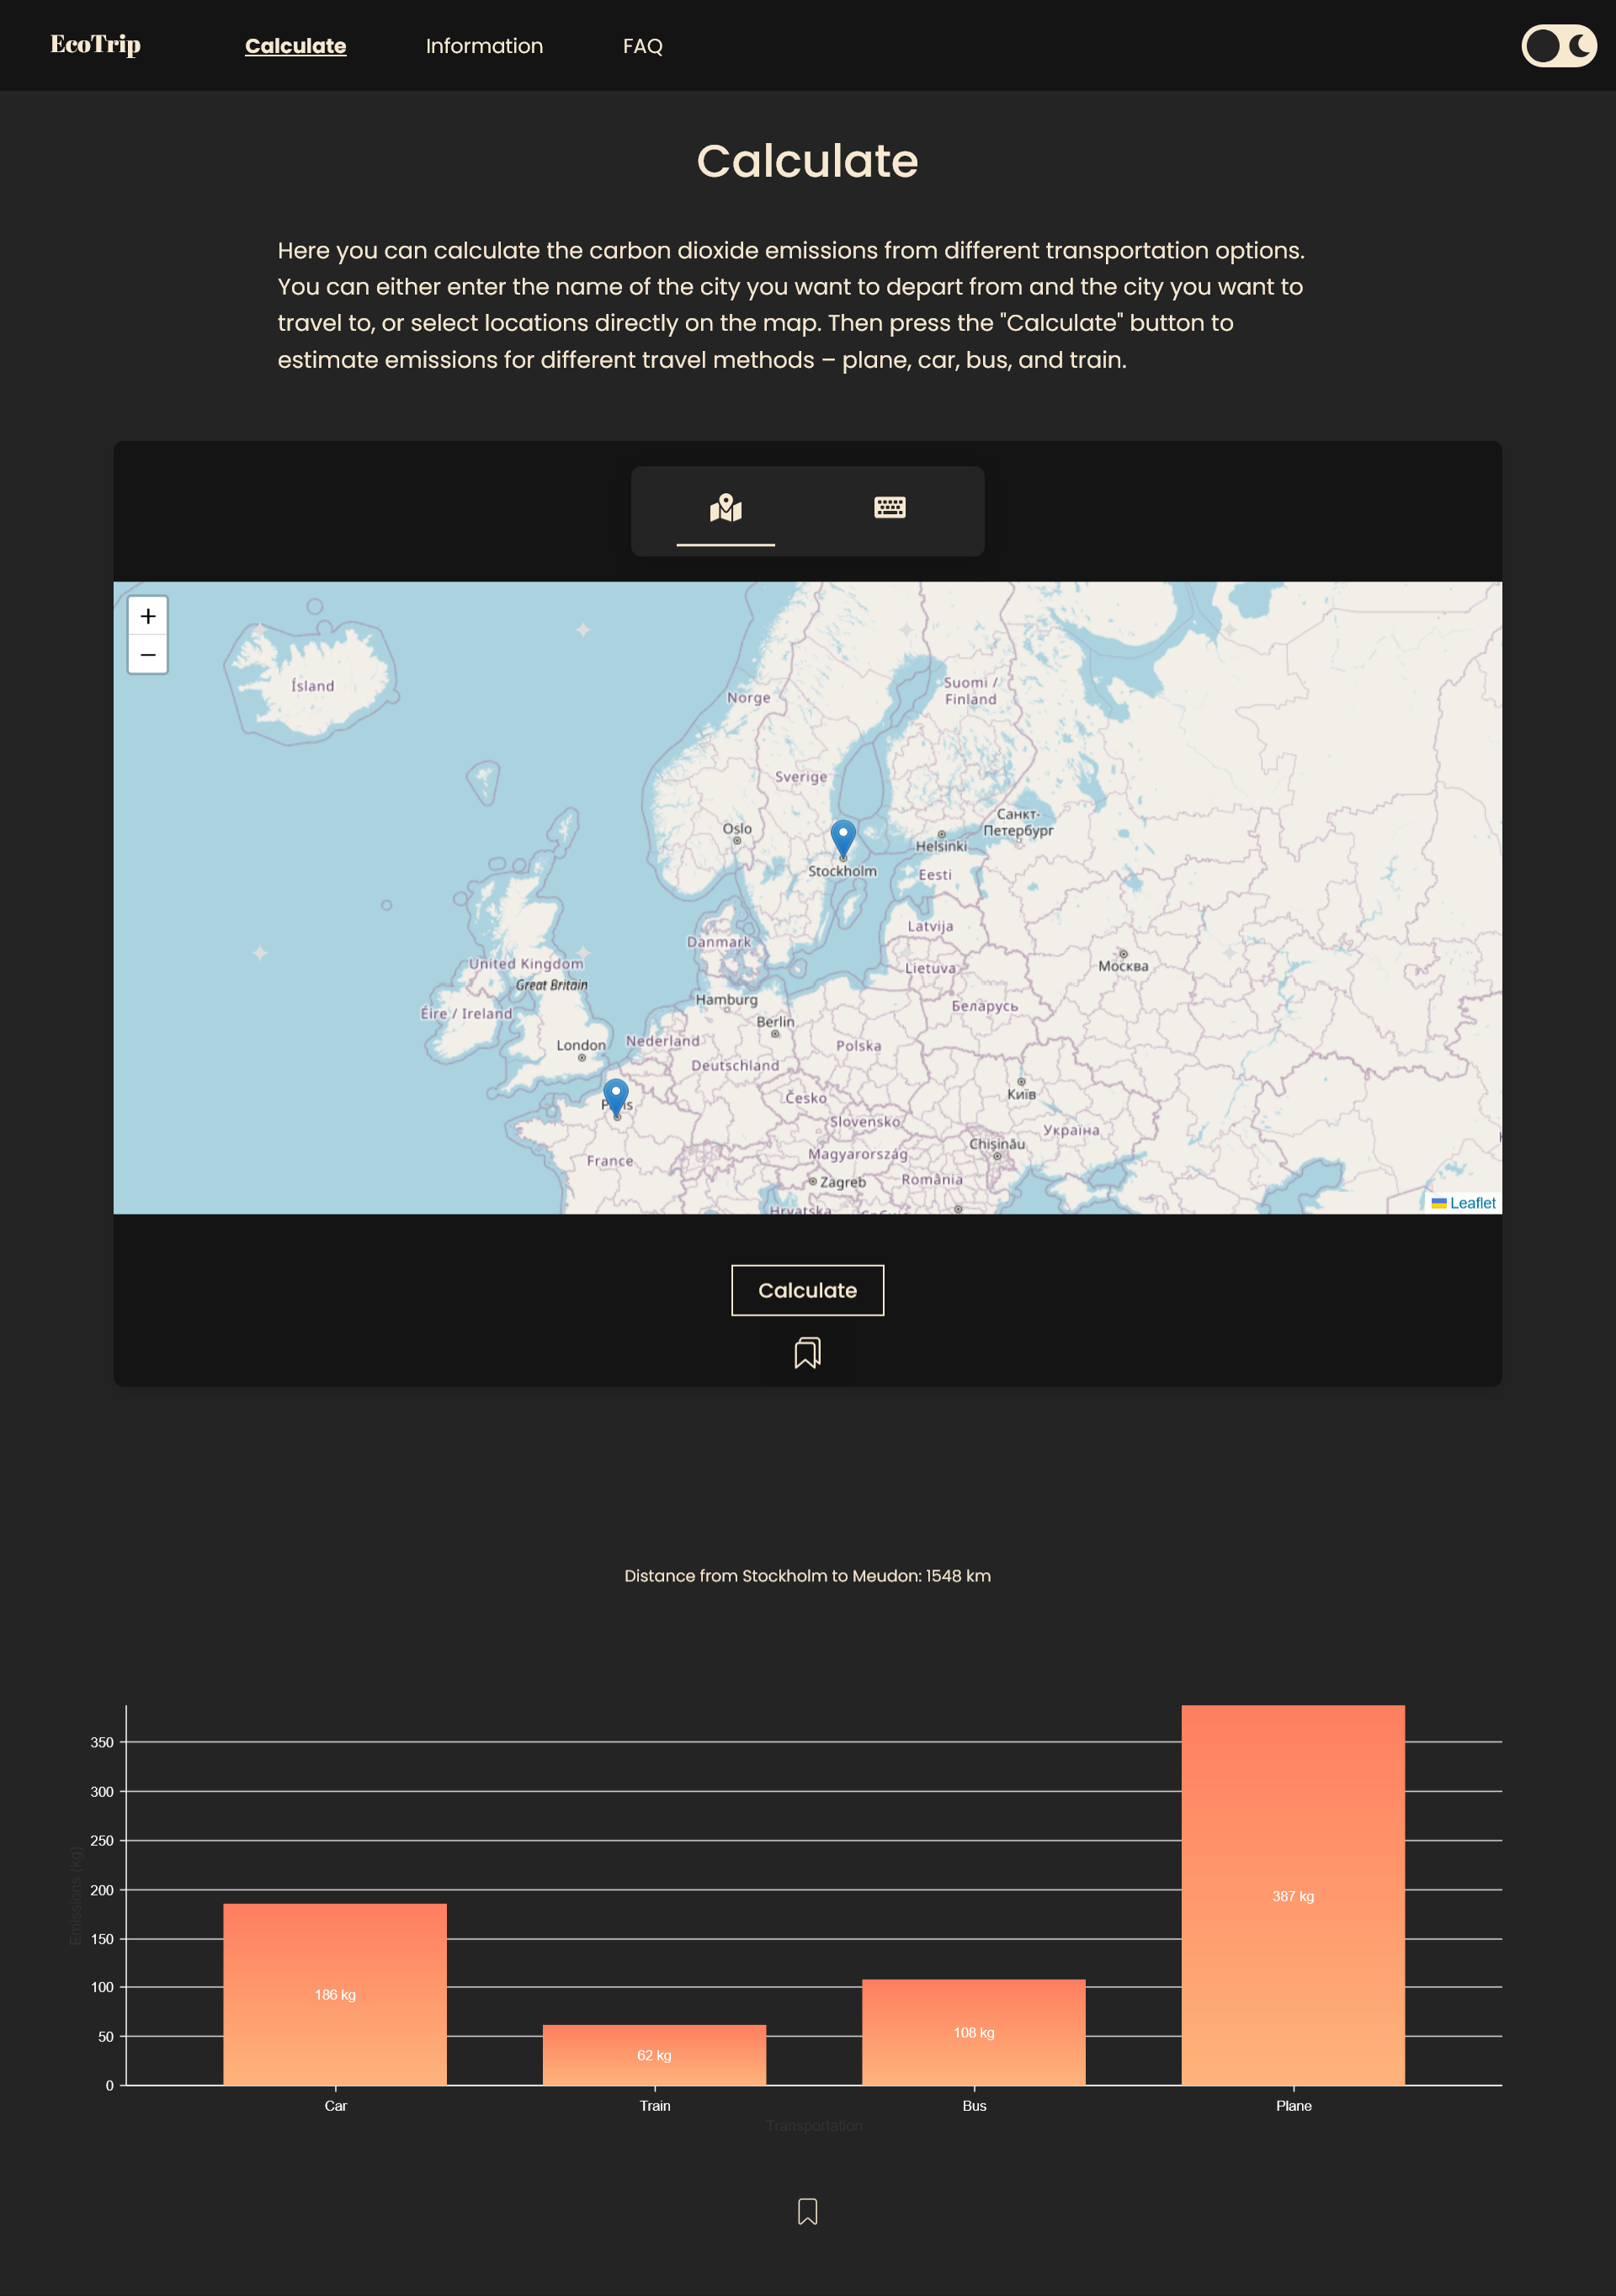 EcoTrip
Calculate
Information
FAQ
Calculate
Here you can calculate the carbon dioxide emissions from different transportation options.
You can either enter the name of the city you want to depart from and the city you want to
travel to, or select locations directly on the map. Then press the "Calculate" button to
estimate emissions for different travel methods – plane, car, bus, and train.
+
−
Ísland
Norge
Suomi /
Finland
Sverige
Oslo
Санкт-
Петербург
Helsinki
Stockholm
Eesti
Latvija
Danmark
Lietuva
Москва
United Kingdom
Great Britain
Hamburg
Беларусь
Éire / Ireland
Berlin
London
Nederland
Polska
Deutschland
Київ
Česko
Slovensko
Україна
Chișinău
France
Magyarország
România
Zagreb
Hrvatska
Leaflet
Calculate
Distance from Stockholm to Meudon: 1548 km
350
300
250
200
150
100
50
0
Emissions (kg)
186 kg
62 kg
108 kg
387 kg
Car
Train
Bus
Plane
Transportation